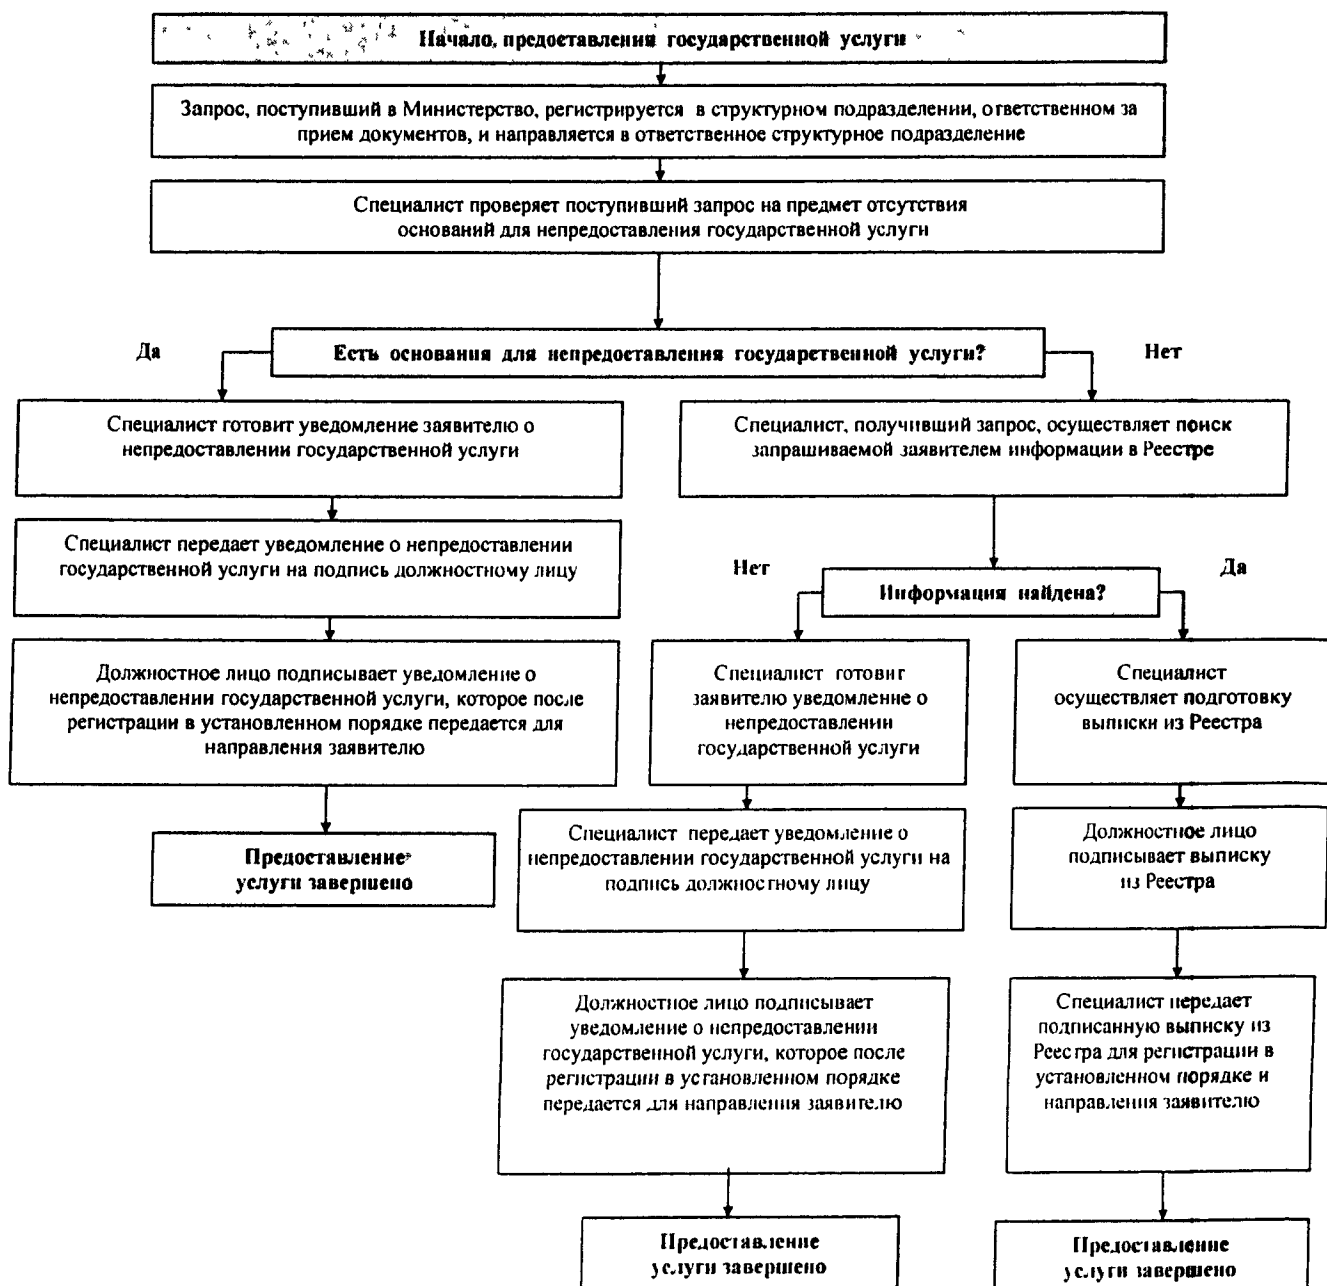 Начало предоставления государственной услуги
Запрос, поступивший в Министерство, регистрируется в структурном подразделении, ответственном за
прием документов, и направляется в ответственное структурное подразделение
Специалист проверяет поступивший запрос на предмет отсутствия
оснований для непредоставления государственной услуги
Да
Есть основания для непредоставления государственной услуги?
Нет
Специалист готовит уведомление заявителю о
непредоставлении государственной услуги
Специалист передает уведомление о непредоставлении
государственной услуги на подпись должностному лицу
Должностное лицо подписывает уведомление о
непредоставлении государственной услуги, которое после
регистрации в установленном порядке передается для
направления заявителю
Предоставление
услуги завершено
Специалист, получивший запрос, осуществляет поиск
запрашиваемой заявителем информации в Реестре
Нет
Информация найдена?
Да
Специалист готовит
заявителю уведомление о
непредоставлении
государственной услуги
Специалист передает уведомление о
непредоставлении государственной услуги на
подпись должностному лицу
Должностное лицо подписывает
уведомление о непредоставлении
государственной услуги, которое после
регистрации в установленном порядке
передается для направления заявителю
Предоставление
услуги завершено
Специалист
осуществляет подготовку
выписки из Реестра
Должностное лицо
подписывает выписку
из Реестра
Специалист передает
подписанную выписку из
Реестра для регистрации в
установленном порядке и
направления заявителю
Предоставление
услуги завершено